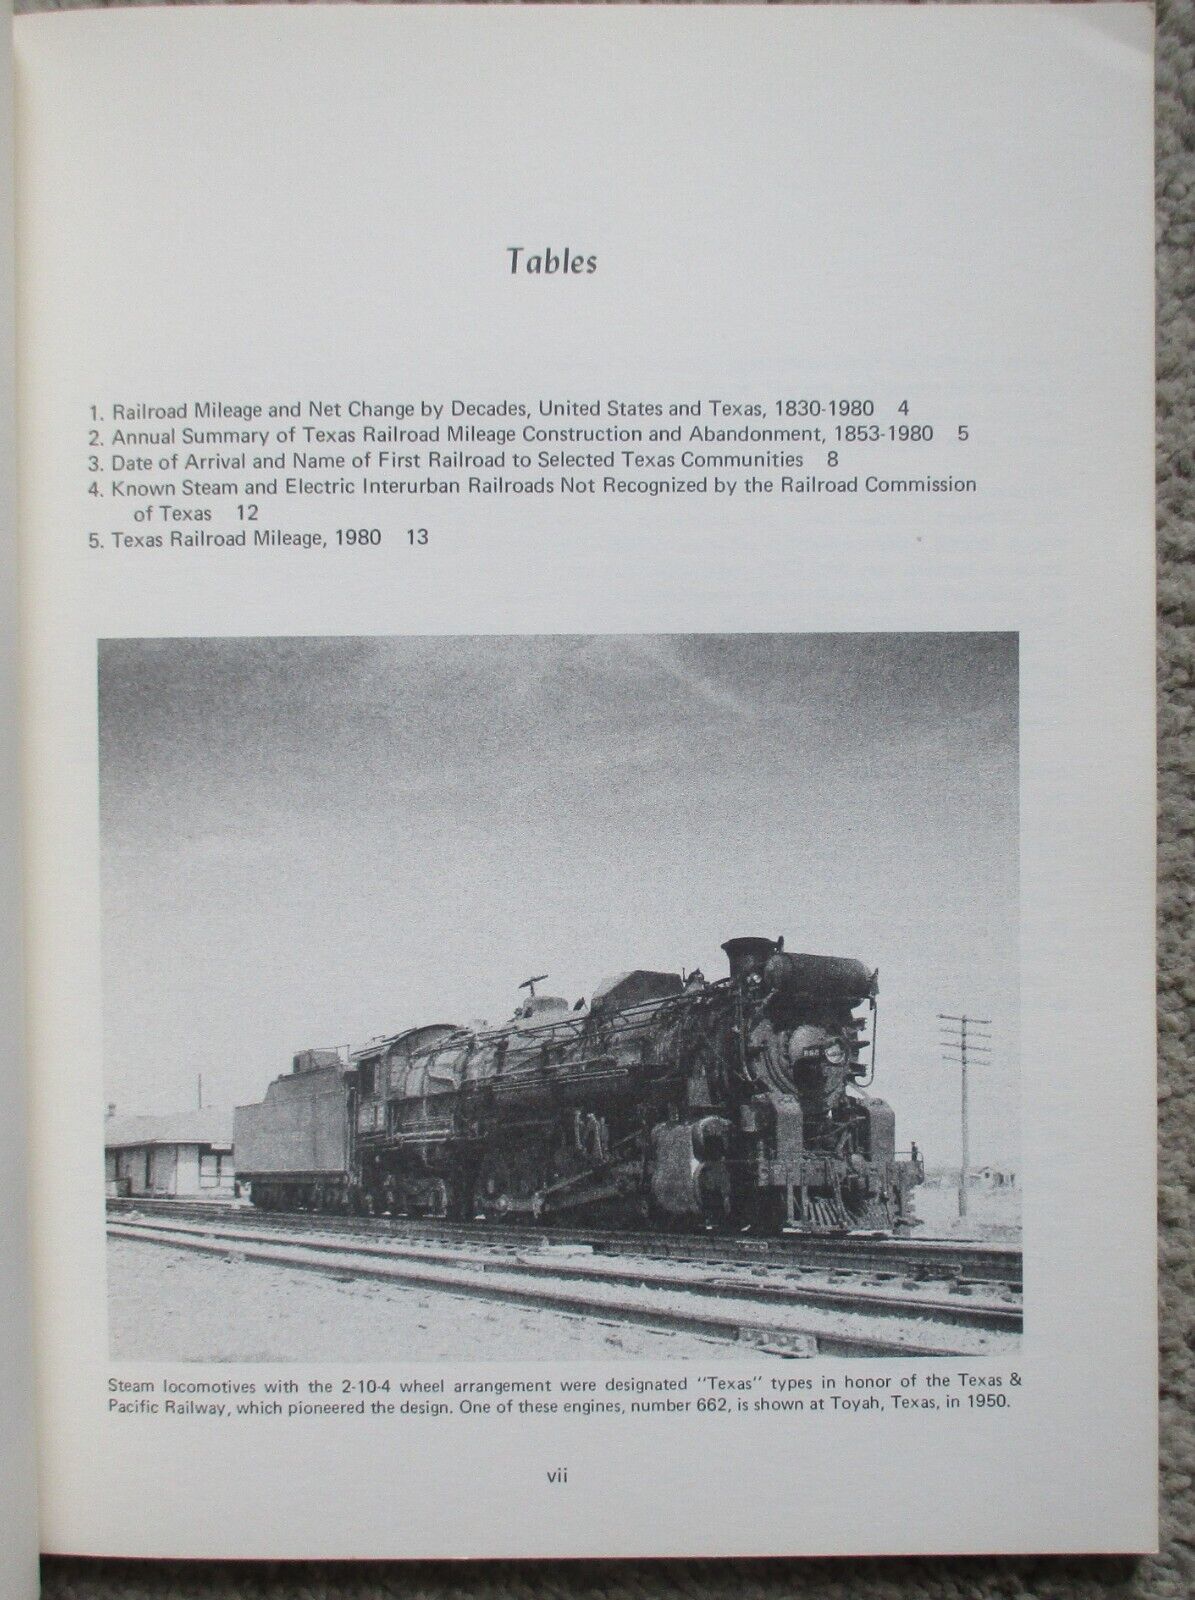 Tables
1. Railroad Mileage and Net Change by Decades, United States and Texas, 1830-1980 4
2. Annual Summary of Texas Railroad Mileage Construction and Abandonment, 1853-1980 5
3. Date of Arrival and Name of First Railroad to Selected Texas Communities 8
4. Known Steam and Electric Interurban Railroads Not Recognized by the Railroad Commission
of Texas 12
5. Texas Railroad Mileage, 1980 13
Steam locomotives with the 2-10-4 wheel arrangement were designated "Texas" types in honor of the Texas &
Pacific Railway, which pioneered the design. One of these engines, number 662, is shown at Toyah, Texas, in 1950.
vii